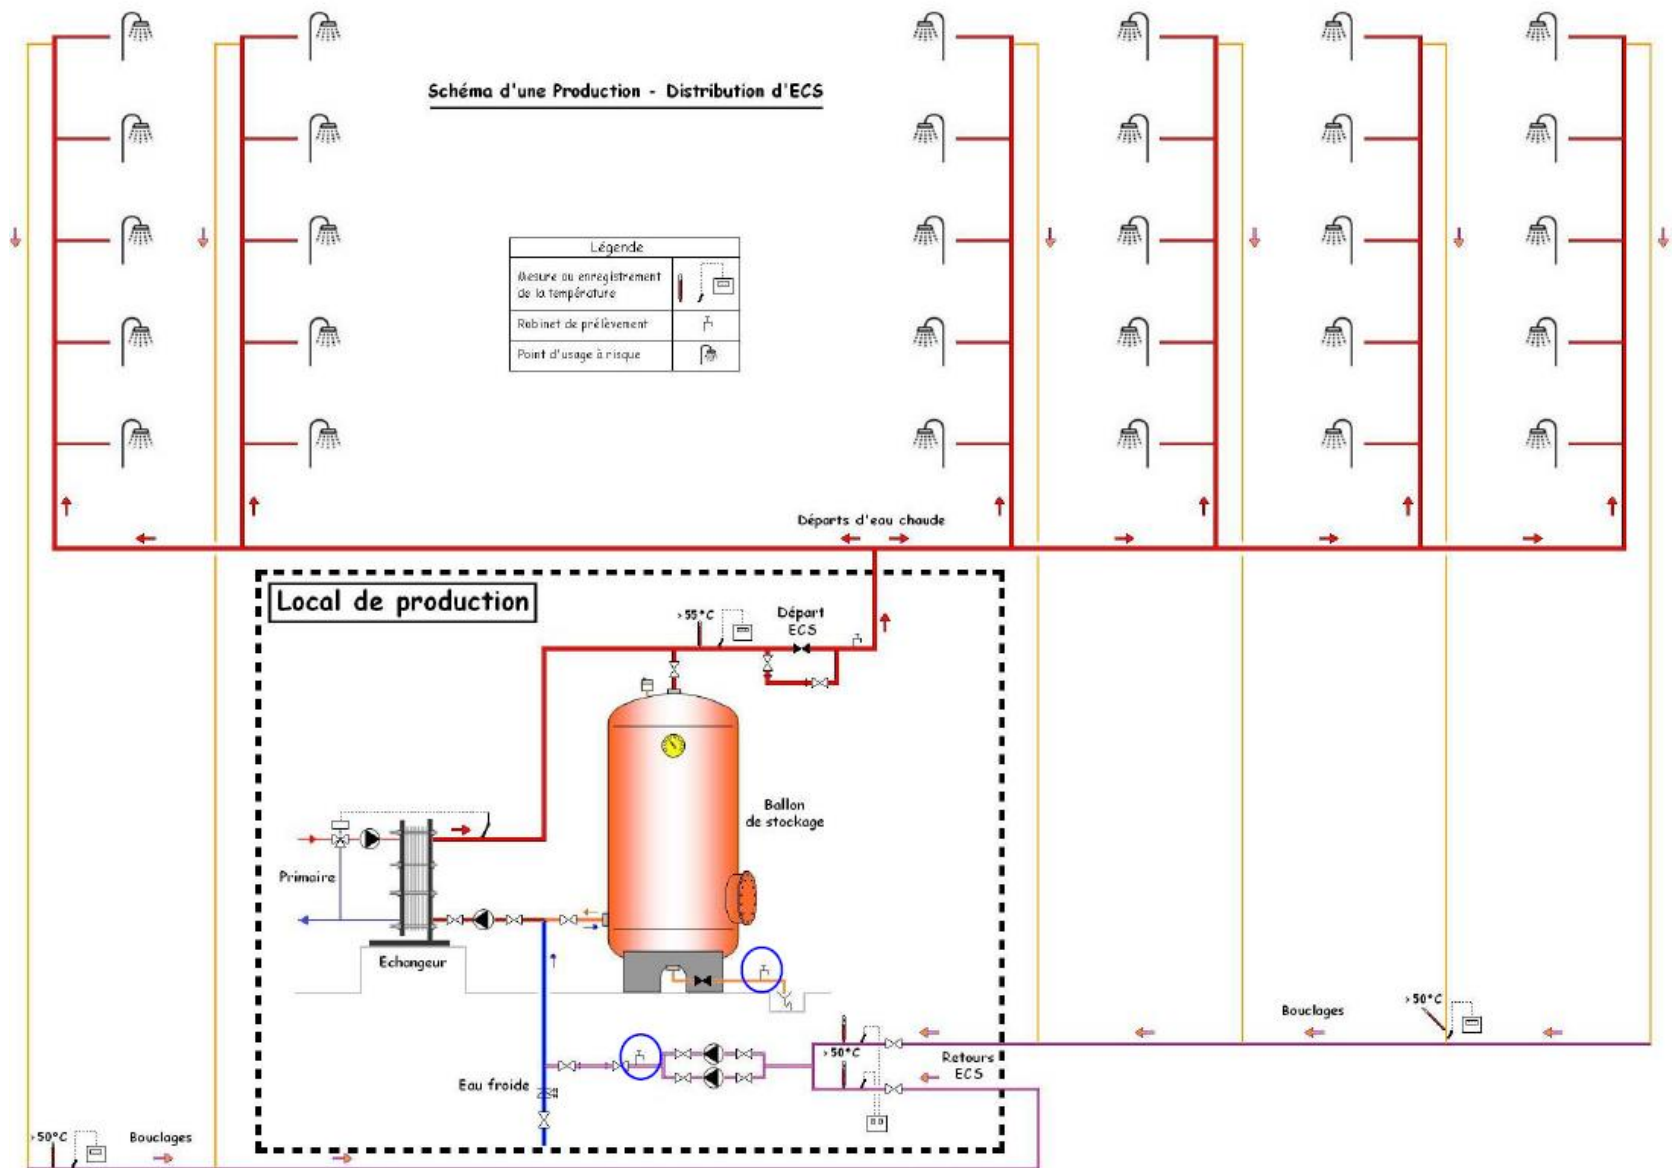 Schéma d'une Production - Distribution d'ECS
Légende
Mesure ou enregistrement
de la température
Robinet de prélèvement
Point d'usage à risque
Départs d'eau chaude
Local de production
>55°C
Départ
ECS
Ballon
de stockage
Primaire
Echangeur
>50°C
Bouclages
>50°C
Retours
ECS
Eau froide
>50°C
Bouclages